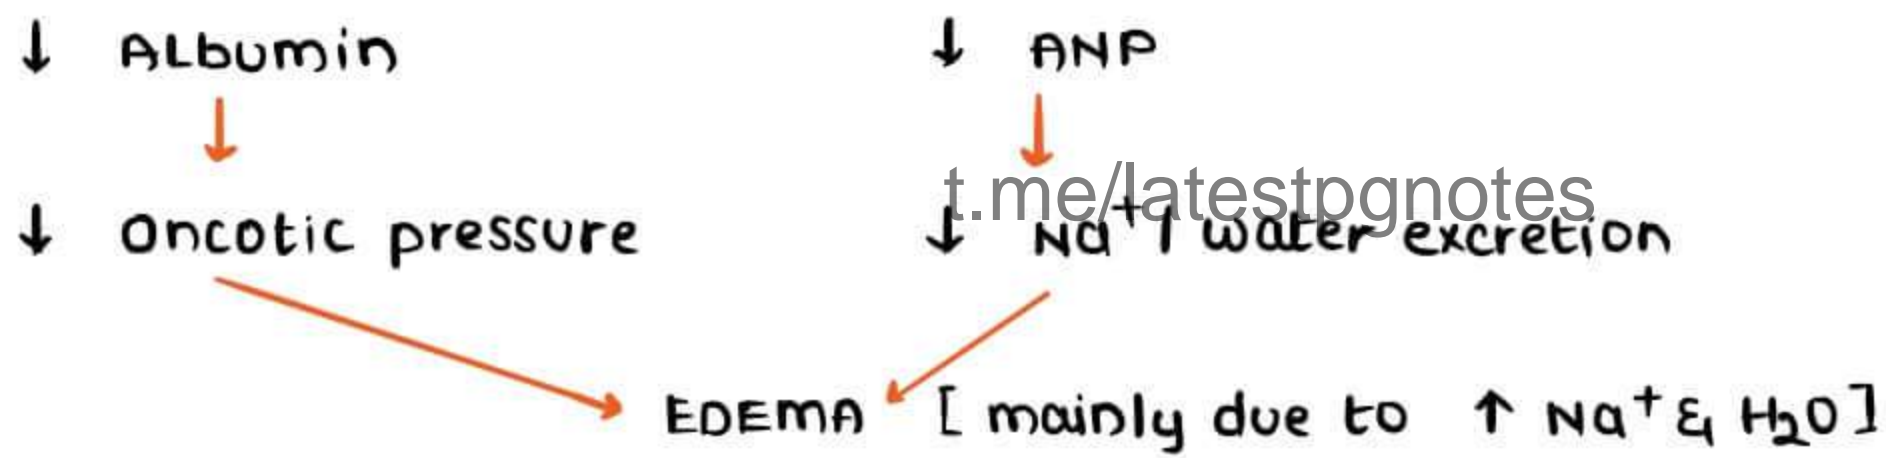 ↓ Albumin ↓ ANP
t.me/latestpgnotes
↓ Oncotic pressure ↓ Na⁺/ water excretion
EDEMA [ mainly due to ↑ Na⁺ & H₂O ]